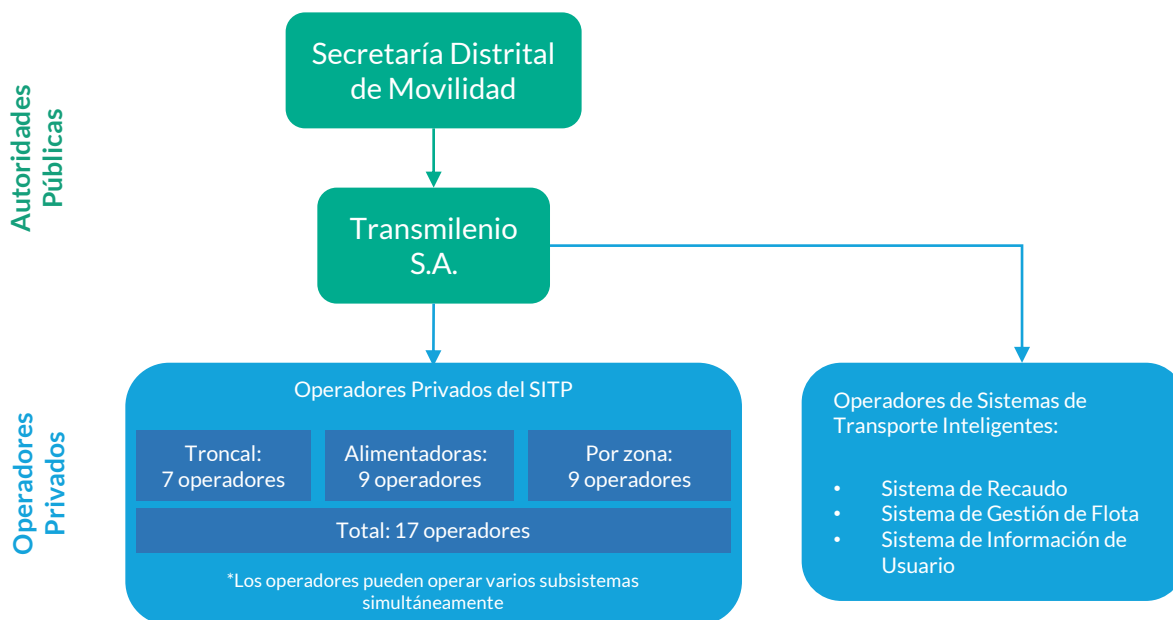 Autoridades
Públicas
Secretaría Distrital
de Movilidad
Transmilenio
S.A.
Operadores
Privados
Operadores Privados del SITP
Troncal:
7 operadores
Alimentadoras:
9 operadores
Por zona:
9 operadores
Total: 17 operadores
*Los operadores pueden operar varios subsistemas
simultáneamente
Operadores de Sistemas de
Transporte Inteligentes:
• Sistema de Recaudo
• Sistema de Gestión de Flota
• Sistema de Información de
Usuario